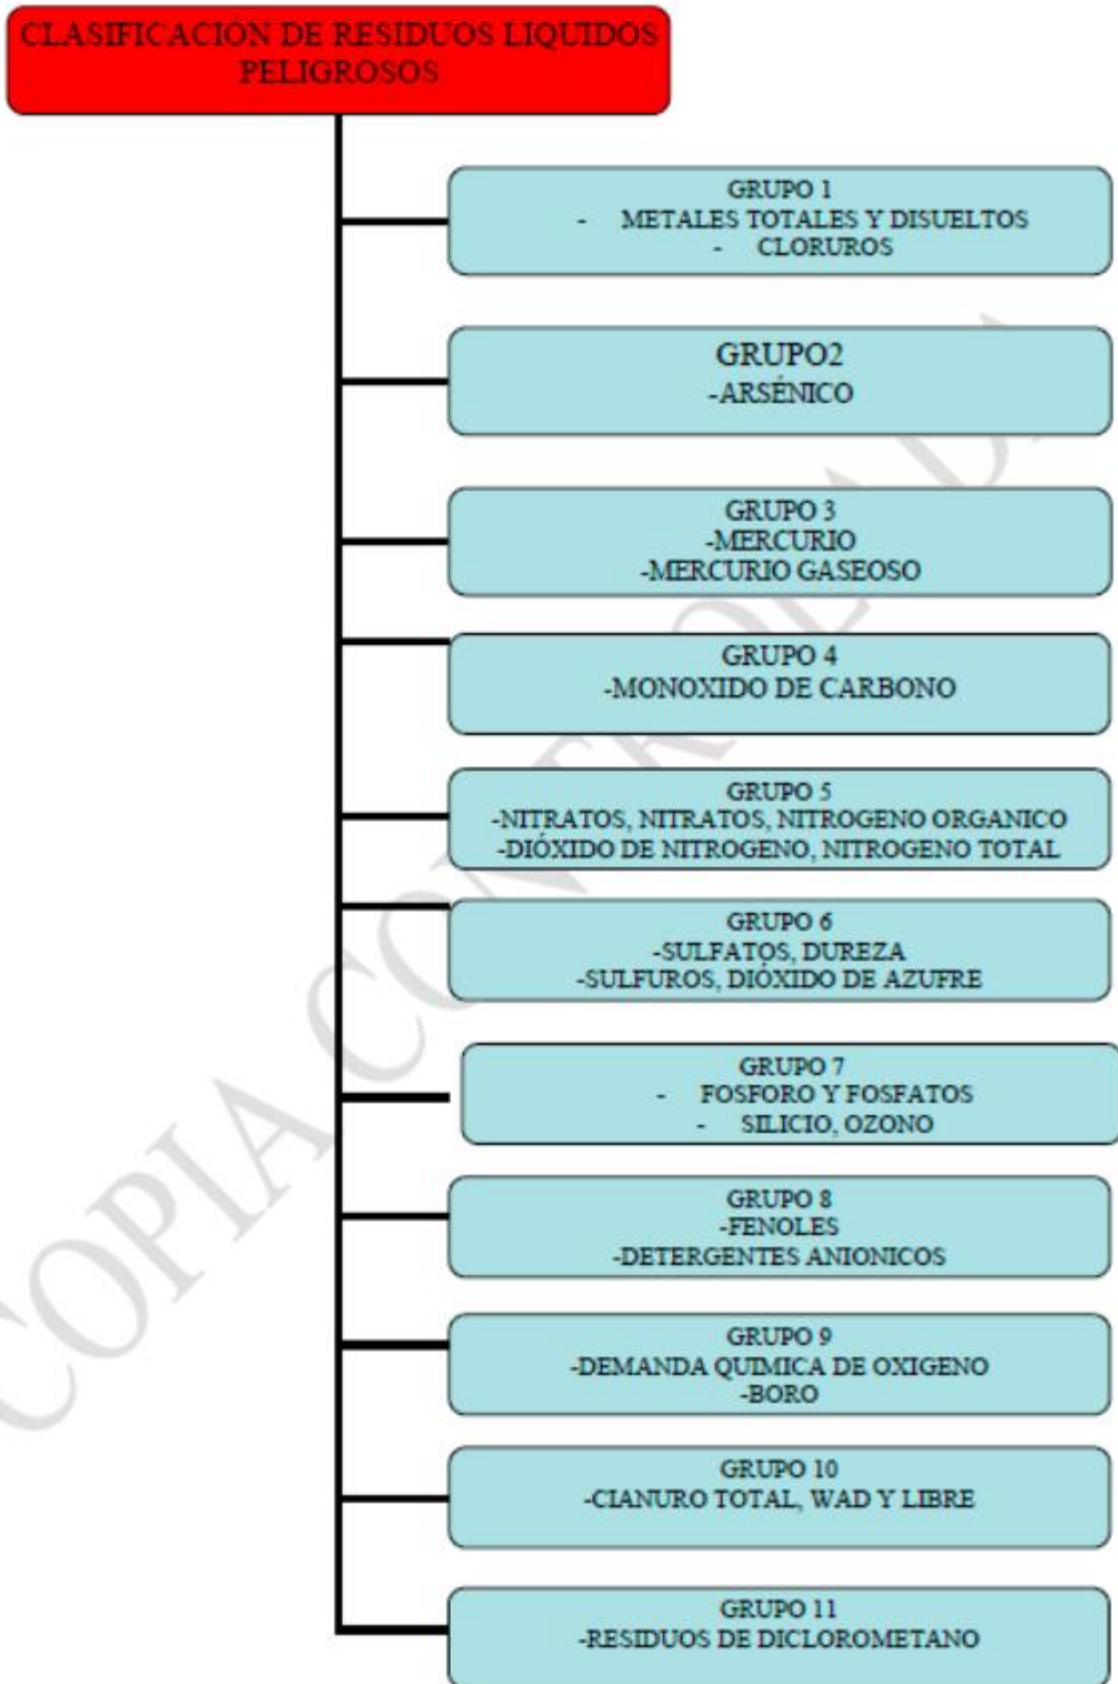 CLASIFICACIÓN DE RESIDUOS LIQUIDOS
PELIGROSOS
GRUPO 1
- METALES TOTALES Y DISUELTOS
- CLORUROS
GRUPO2
-ARSÉNICO
GRUPO 3
-MERCURIO
-MERCURIO GASEOSO
GRUPO 4
-MONOXIDO DE CARBONO
GRUPO 5
-NITRATOS, NITRATOS, NITROGENO ORGANICO
-DIÓXIDO DE NITROGENO, NITROGENO TOTAL
GRUPO 6
-SULFATOS, DUREZA
-SULFUROS, DIÓXIDO DE AZUFRE
GRUPO 7
- FOSFORO Y FOSFATOS
- SILICIO, OZONO
GRUPO 8
-FENOLES
-DETERGENTES ANIONICOS
GRUPO 9
-DEMANDA QUIMICA DE OXIGENO
-BORO
GRUPO 10
-CIANURO TOTAL, WAD Y LIBRE
GRUPO 11
-RESIDUOS DE DICLOROMETANO
COPIA CONTROLADA